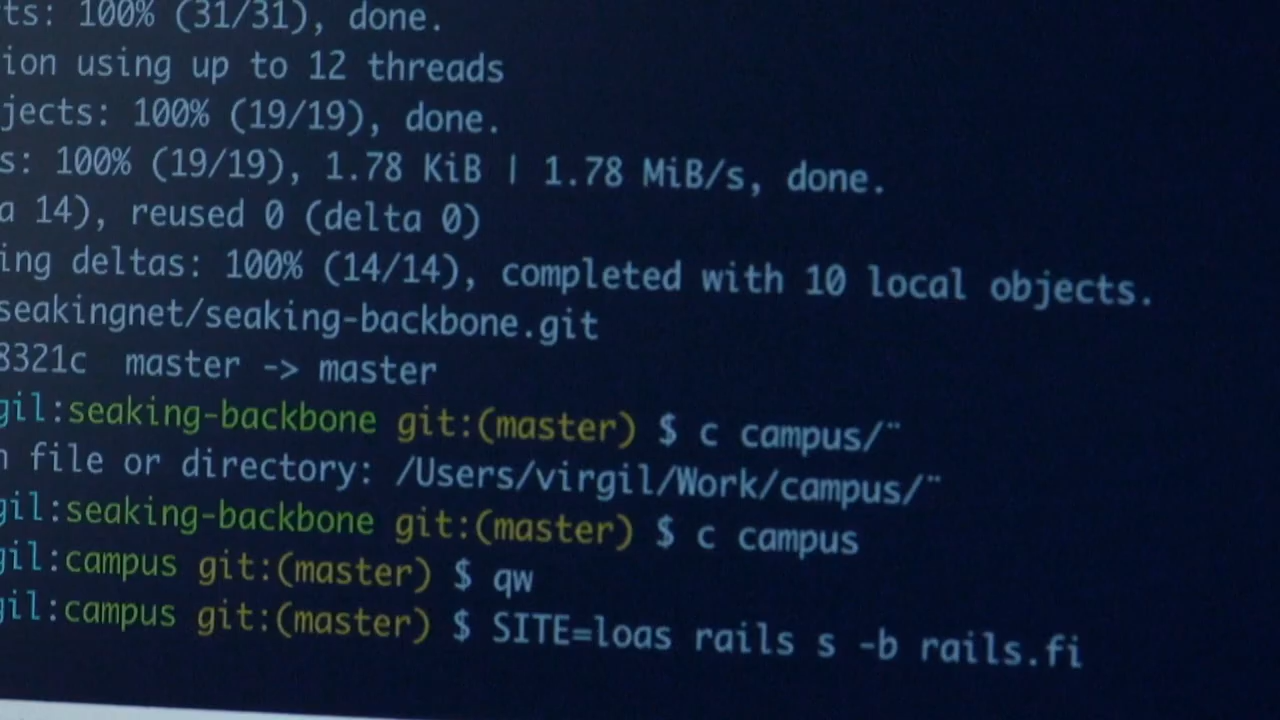 ts: 100% (31/31), done.
ion using up to 12 threads
jects: 100% (19/19), done.
s: 100% (19/19), 1.78 KiB | 1.78 MiB/s, done.
a 14), reused 0 (delta 0)
ing deltas: 100% (14/14), completed with 10 local objects.
seakingnet/seaking-backbone.git
8321c  master -> master
gil:seaking-backbone git:(master) $ c campus/¨
n file or directory: /Users/virgil/Work/campus/¨
gil:seaking-backbone git:(master) $ c campus
gil:campus git:(master) $ qw
gil:campus git:(master) $ SITE=loas rails s -b rails.fi